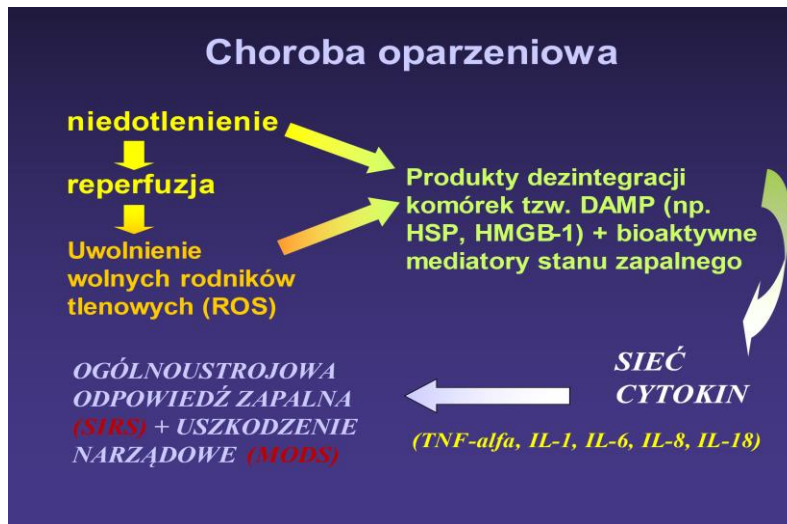 Choroba oparzeniowa
niedotlenienie
reperfuzja
Uwolnienie
wolnych rodników
tlenowych (ROS)
Produkty dezintegracji
komórek tzw. DAMP (np.
HSP, HMGB-1) + bioaktywne
mediatory stanu zapalnego
SIEĆ
CYTOKIN
(TNF-alfa, IL-1, IL-6, IL-8, IL-18)
OGÓLNOUSTROJOWA
ODPOWIEDŹ ZAPALNA
(SIRS) + USZKODZENIE
NARZĄDOWE (MODS)